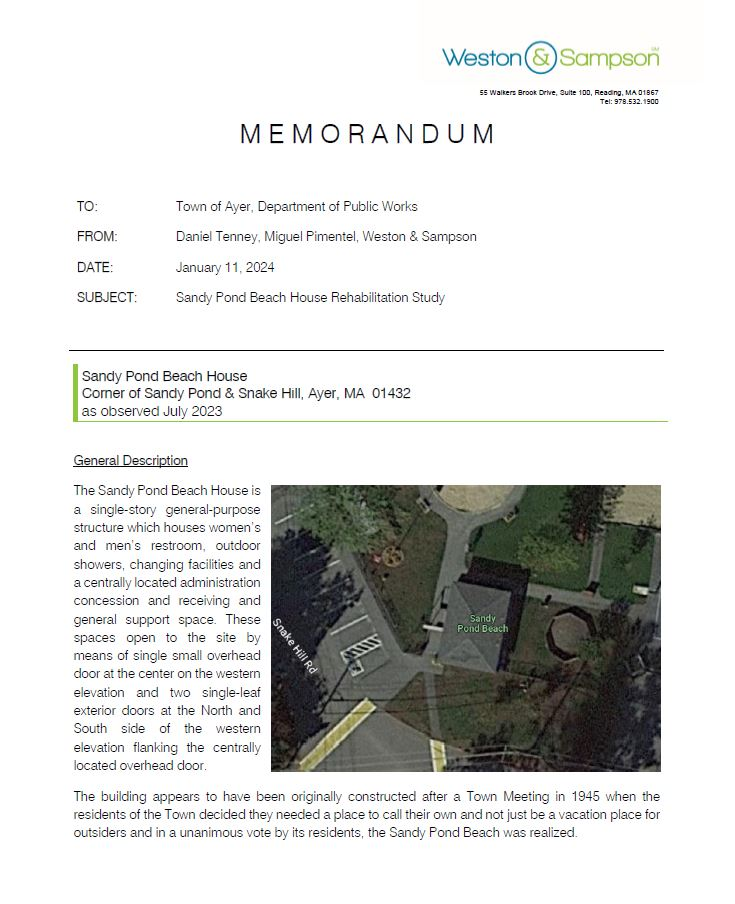 Weston & Sampson SM
55 Walkers Brook Drive, Suite 100, Reading, MA 01867
Tel: 978.532.1900
MEMORANDUM
TO: Town of Ayer, Department of Public Works
FROM: Daniel Tenney, Miguel Pimentel, Weston & Sampson
DATE: January 11, 2024
SUBJECT: Sandy Pond Beach House Rehabilitation Study
Sandy Pond Beach House
Corner of Sandy Pond & Snake Hill, Ayer, MA 01432
as observed July 2023
General Description
The Sandy Pond Beach House is
a single-story general-purpose
structure which houses women's
and men's restroom, outdoor
showers, changing facilities and
a centrally located administration
concession and receiving and
general support space. These
spaces open to the site by
means of single small overhead
door at the center on the western
elevation and two single-leaf
exterior doors at the North and
South side of the western
elevation flanking the centrally
located overhead door.
Sandy
Pond Beach
Snake Hill Rd
The building appears to have been originally constructed after a Town Meeting in 1945 when the
residents of the Town decided they needed a place to call their own and not just be a vacation place for
outsiders and in a unanimous vote by its residents, the Sandy Pond Beach was realized.